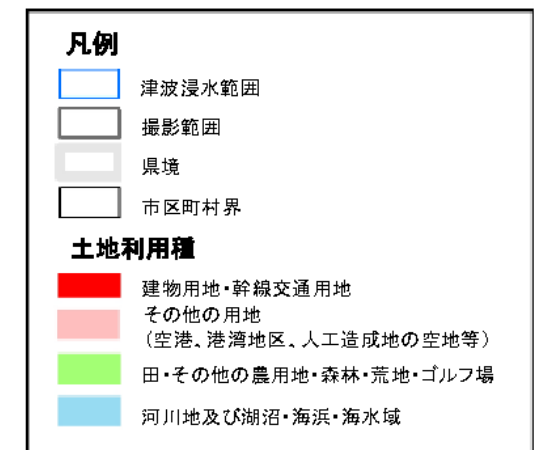 凡例
津波浸水範囲
撮影範囲
県境
市区町村界
土地利用種
建物用地・幹線交通用地
その他の用地
(空港、港湾地区、人工造成地の空地等)
田・その他の農用地・森林・荒地・ゴルフ場
河川地及び湖沼・海浜・海水域